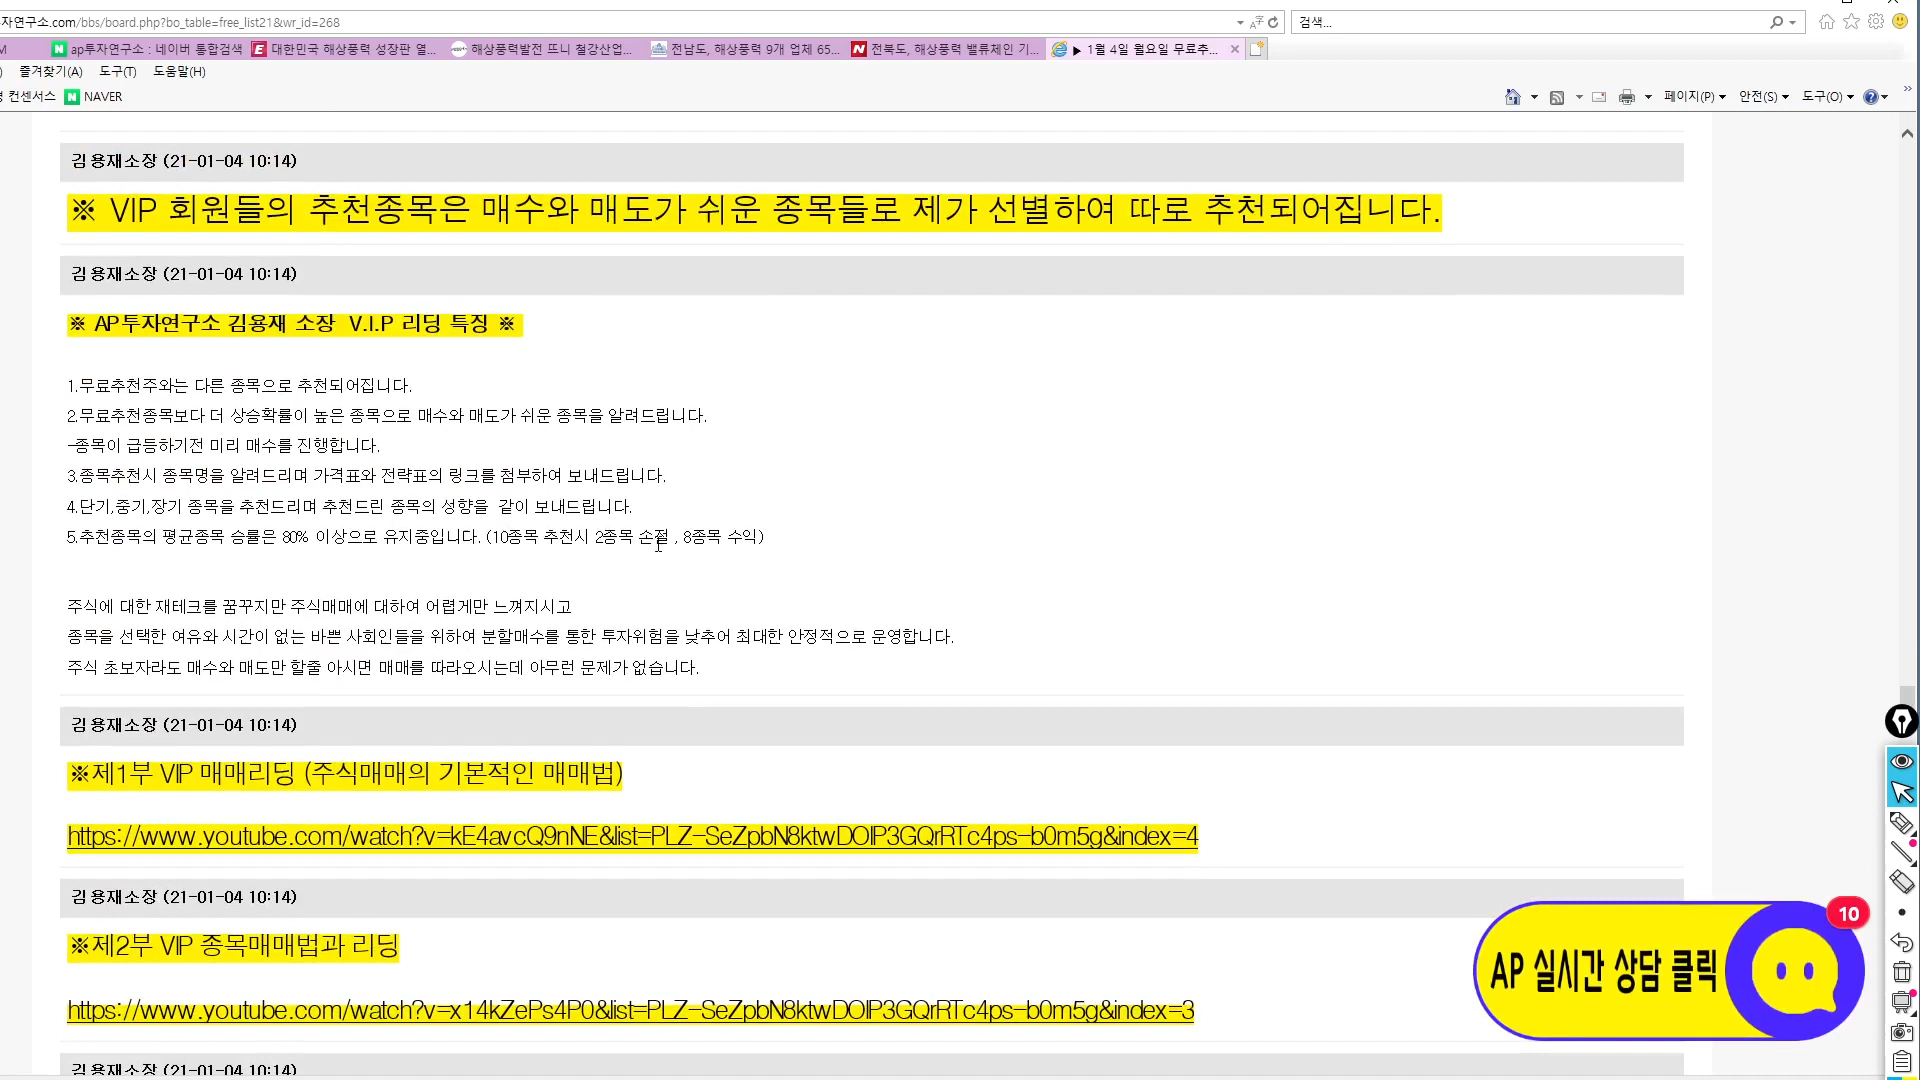 자연구소.com/bbs/board.php?bo_table=free_list21&wr_id=268
검색...
ap투자연구소 : 네이버 통합검색
대한민국 해상풍력 성장판 열...
해상풍력발전 뜨니 철강산업...
전남도, 해상풍력 9개 업체 65...
전북도, 해상풍력 밸류체인 기...
▶ 1월 4일 월요일 무료추...
즐겨찾기(A) 도구(T) 도움말(H)
컨센서스 NAVER
페이지(P) 안전(S) 도구(O)
김용재소장 (21-01-04 10:14)
※ VIP 회원들의 추천종목은 매수와 매도가 쉬운 종목들로 제가 선별하여 따로 추천되어집니다.
김용재소장 (21-01-04 10:14)
※ AP투자연구소 김용재 소장 V.I.P 리딩 특징 ※
1.무료추천주와는 다른 종목으로 추천되어집니다.
2.무료추천종목보다 더 상승확률이 높은 종목으로 매수와 매도가 쉬운 종목을 알려드립니다.
-종목이 급등하기전 미리 매수를 진행합니다.
3.종목추천시 종목명을 알려드리며 가격표와 전략표의 링크를 첨부하여 보내드립니다.
4.단기,중기,장기 종목을 추천드리며 추천드린 종목의 성향을 같이 보내드립니다.
5.추천종목의 평균종목 승률은 80% 이상으로 유지중입니다. (10종목 추천시 2종목 손절 , 8종목 수익)
주식에 대한 재테크를 꿈꾸지만 주식매매에 대하여 어렵게만 느껴지시고
종목을 선택한 여유와 시간이 없는 바쁜 사회인들을 위하여 분할매수를 통한 투자위험을 낮추어 최대한 안정적으로 운영합니다.
주식 초보자라도 매수와 매도만 할줄 아시면 매매를 따라오시는데 아무런 문제가 없습니다.
김용재소장 (21-01-04 10:14)
※제1부 VIP 매매리딩 (주식매매의 기본적인 매매법)
https://www.youtube.com/watch?v=kE4avcQ9nNE&list=PLZ-SeZpbN8ktwDOlP3GQrRTc4ps-b0m5g&index=4
김용재소장 (21-01-04 10:14)
※제2부 VIP 종목매매법과 리딩
https://www.youtube.com/watch?v=x14kZePs4P0&list=PLZ-SeZpbN8ktwDOlP3GQrRTc4ps-b0m5g&index=3
10
AP 실시간 상담 클릭
김용재소장 (21-01-04 10:14)